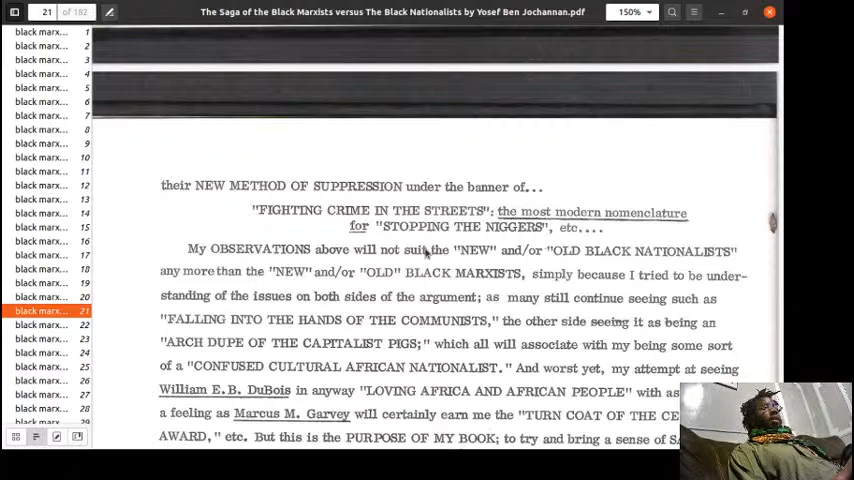 21 of 182
The Saga of the Black Marxists versus The Black Nationalists by Yosef Ben Jochannan.pdf
150%
black marx... 1
black marx... 2
black marx... 3
black marx... 4
black marx... 5
black marx... 6
black marx... 7
black marx... 8
black marx... 9
black marx... 10
black marx... 11
black marx... 12
black marx... 13
black marx... 14
black marx... 15
black marx... 16
black marx... 17
black marx... 18
black marx... 19
black marx... 20
black marx... 21
black marx... 22
black marx... 23
black marx... 24
black marx... 25
black marx... 26
black marx... 27
black marx... 28
black marx... 29
their NEW METHOD OF SUPPRESSION under the banner of...
"FIGHTING CRIME IN THE STREETS": the most modern nomenclature
for "STOPPING THE NIGGERS", etc....
My OBSERVATIONS above will not suit the "NEW" and/or "OLD BLACK NATIONALISTS"
any more than the "NEW" and/or "OLD" BLACK MARXISTS, simply because I tried to be under-
standing of the issues on both sides of the argument; as many still continue seeing such as
"FALLING INTO THE HANDS OF THE COMMUNISTS," the other side seeing it as being an
"ARCH DUPE OF THE CAPITALIST PIGS;" which all will associate with my being some sort
of a "CONFUSED CULTURAL AFRICAN NATIONALIST." And worst yet, my attempt at seeing
William E.B. DuBois in anyway "LOVING AFRICA AND AFRICAN PEOPLE" with as
a feeling as Marcus M. Garvey will certainly earn me the "TURN COAT OF THE CE
AWARD," etc. But this is the PURPOSE OF MY BOOK; to try and bring a sense of